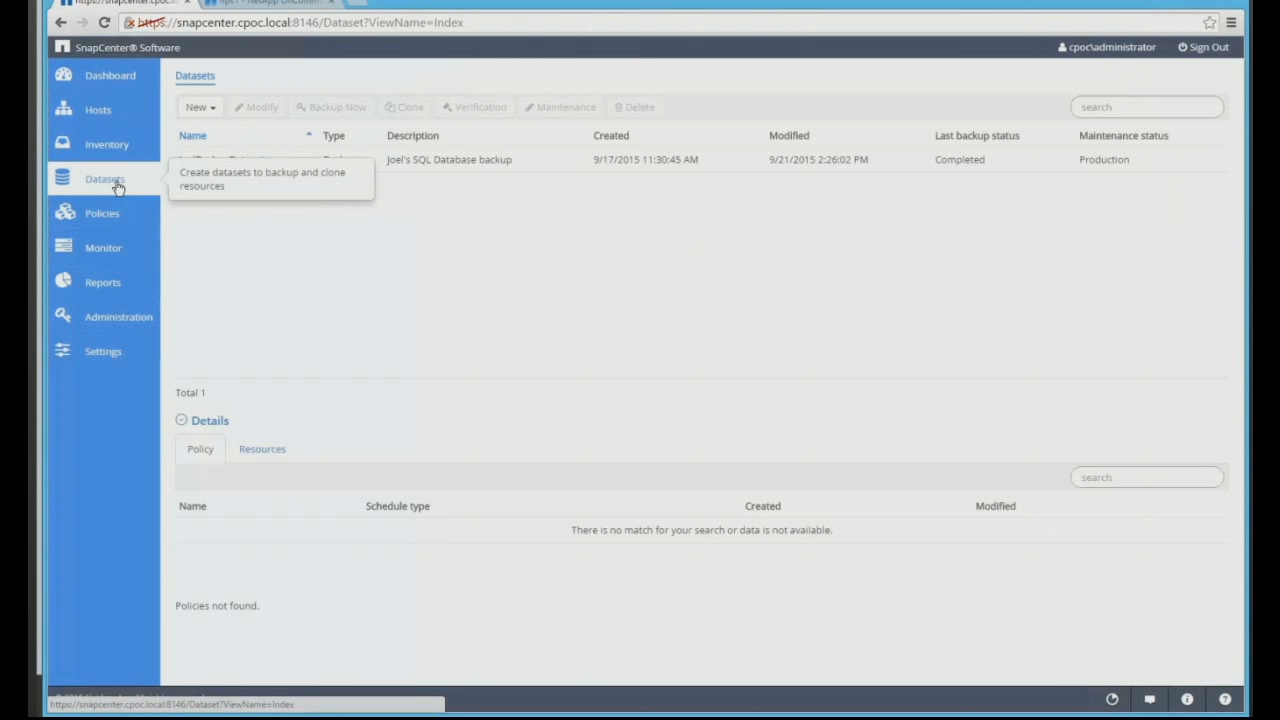 https://snapcenter.cpoc.
https://snapcenter.cpoc.local:8146/Dataset?ViewName=Index
SnapCenter® Software
cpoc\administrator
Sign Out
Dashboard
Hosts
Inventory
Datasets
Policies
Monitor
Reports
Administration
Settings
Datasets
New
Modify
Backup Now
Clone
Verification
Maintenance
Delete
search
Name Type Description Created Modified Last backup status Maintenance status
Joel's SQL Database backup 9/17/2015 11:30:45 AM 9/21/2015 2:26:02 PM Completed Production
Create datasets to backup and clone
resources
Total 1
Details
Policy
Resources
search
Name Schedule type Created Modified
There is no match for your search or data is not available.
Policies not found.
https://snapcenter.cpoc.local:8146/Dataset?ViewName=Index